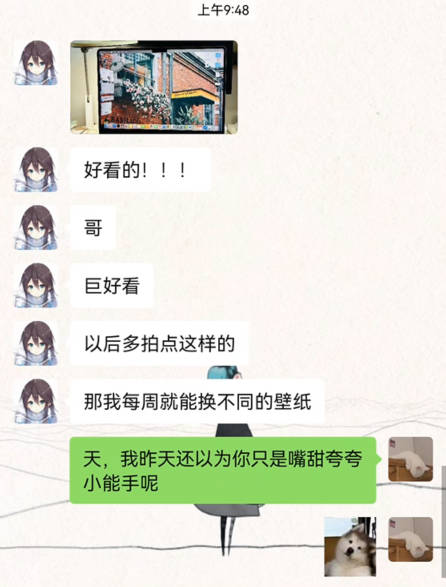 上午9:48
好看的！！！
哥
巨好看
以后多拍点这样的
那我每周就能换不同的壁纸
天，我昨天还以为你只是嘴甜夸夸
小能手呢